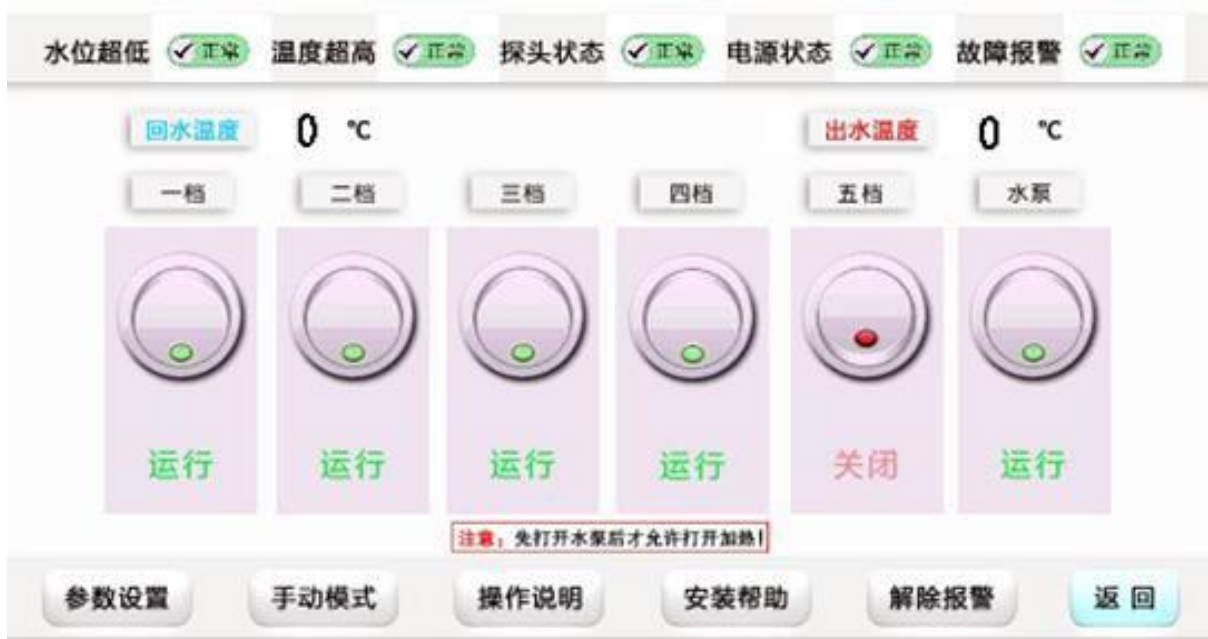 水位超低 正常 温度超高 正常 探头状态 正常 电源状态 正常 故障报警 正常
回水温度 0 ℃ 出水温度 0 ℃
一档 二档 三档 四档 五档 水泵
运行 运行 运行 运行 关闭 运行
注意：先打开水泵后才允许打开加热！
参数设置 手动模式 操作说明 安装帮助 解除报警 返回